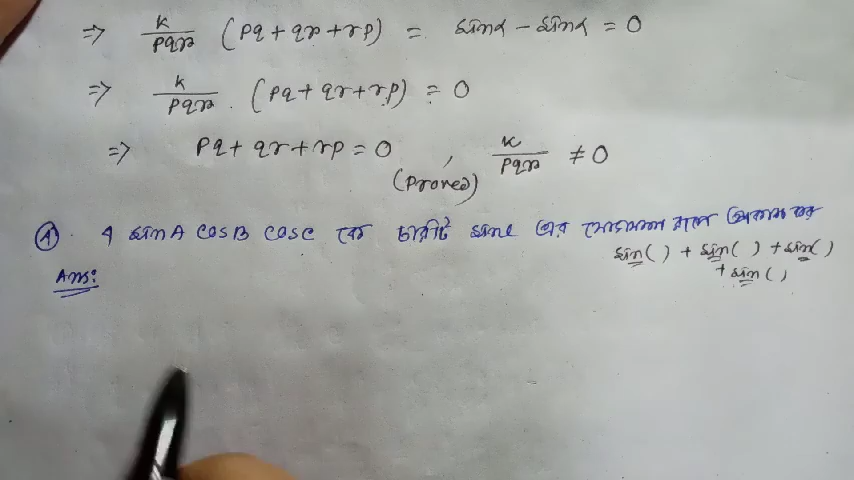 ⇒ K/pqr (pq + qr + rp) = sinα - sinα = 0
⇒ K/pqr . (pq + qr + rp) = 0
⇒ pq + qr + rp = 0 , K/pqr ≠ 0
(Proved)
④. 4 sinA cosB cosC কে চারটি sine এর যোগফল রূপে প্রকাশ কর
sin( ) + sin( ) + sin( )
+ sin( )
Ans: